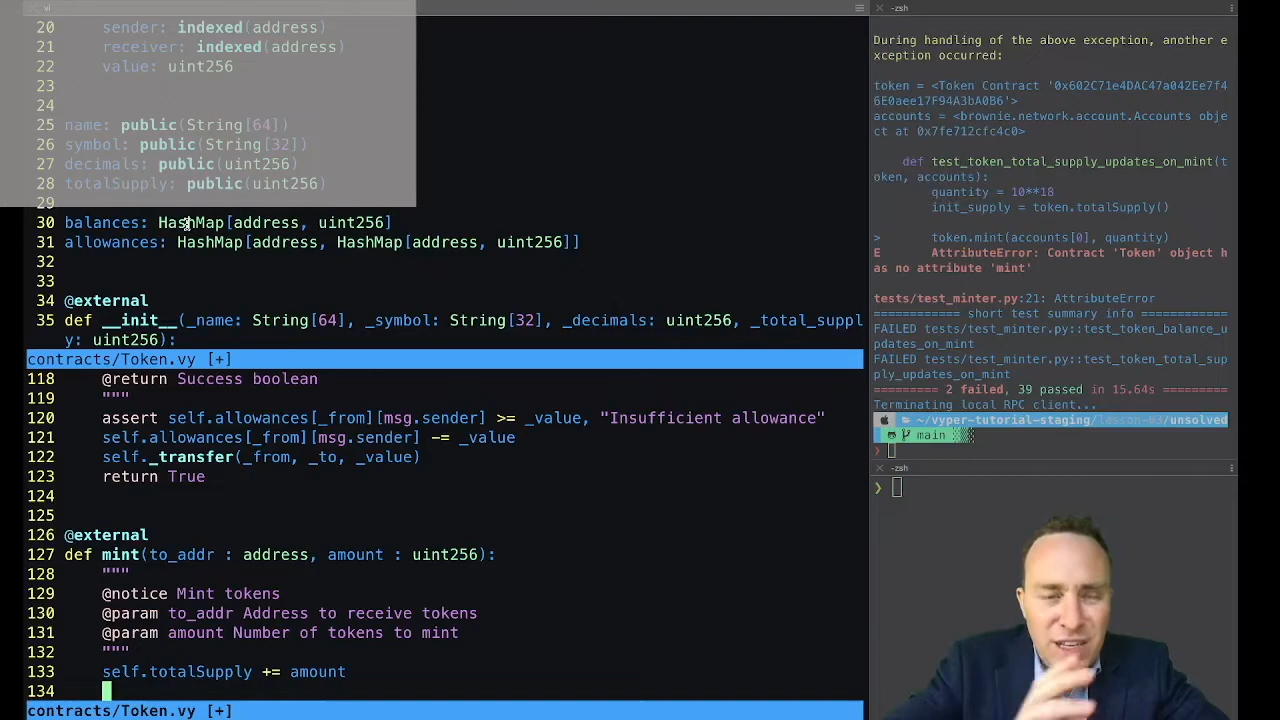 vi
20 sender: indexed(address)
21 receiver: indexed(address)
22 value: uint256
23
24
25 name: public(String[64])
26 symbol: public(String[32])
27 decimals: public(uint256)
28 totalSupply: public(uint256)
29
30 balances: HashMap[address, uint256]
31 allowances: HashMap[address, HashMap[address, uint256]]
32
33
34 @external
35 def __init__(_name: String[64], _symbol: String[32], _decimals: uint256, _total_suppl
y: uint256):
contracts/Token.vy [+]
118 @return Success boolean
119 """
120 assert self.allowances[_from][msg.sender] >= _value, "Insufficient allowance"
121 self.allowances[_from][msg.sender] -= _value
122 self._transfer(_from, _to, _value)
123 return True
124
125
126 @external
127 def mint(to_addr : address, amount : uint256):
128 """
129 @notice Mint tokens
130 @param to_addr Address to receive tokens
131 @param amount Number of tokens to mint
132 """
133 self.totalSupply += amount
134
contracts/Token.vy [+]
-zsh
During handling of the above exception, another e
xception occurred:
token = <Token Contract '0x602C71e4DAC47a042Ee7f4
6E0aee17F94A3bA0B6'>
accounts = <brownie.network.account.Accounts obje
ct at 0x7fe712cfc4c0>
def test_token_total_supply_updates_on_mint(t
oken, accounts):
quantity = 10**18
init_supply = token.totalSupply()
> token.mint(accounts[0], quantity)
E AttributeError: Contract 'Token' object h
as no attribute 'mint'
tests/test_minter.py:21: AttributeError
============ short test summary info ============
FAILED tests/test_minter.py::test_token_balance_u
pdates_on_mint
FAILED tests/test_minter.py::test_token_total_sup
ply_updates_on_mint
========= 2 failed, 39 passed in 15.64s =========
Terminating local RPC client...
~/vyper-tutorial-staging/lesson-03/unsolved
main
-zsh